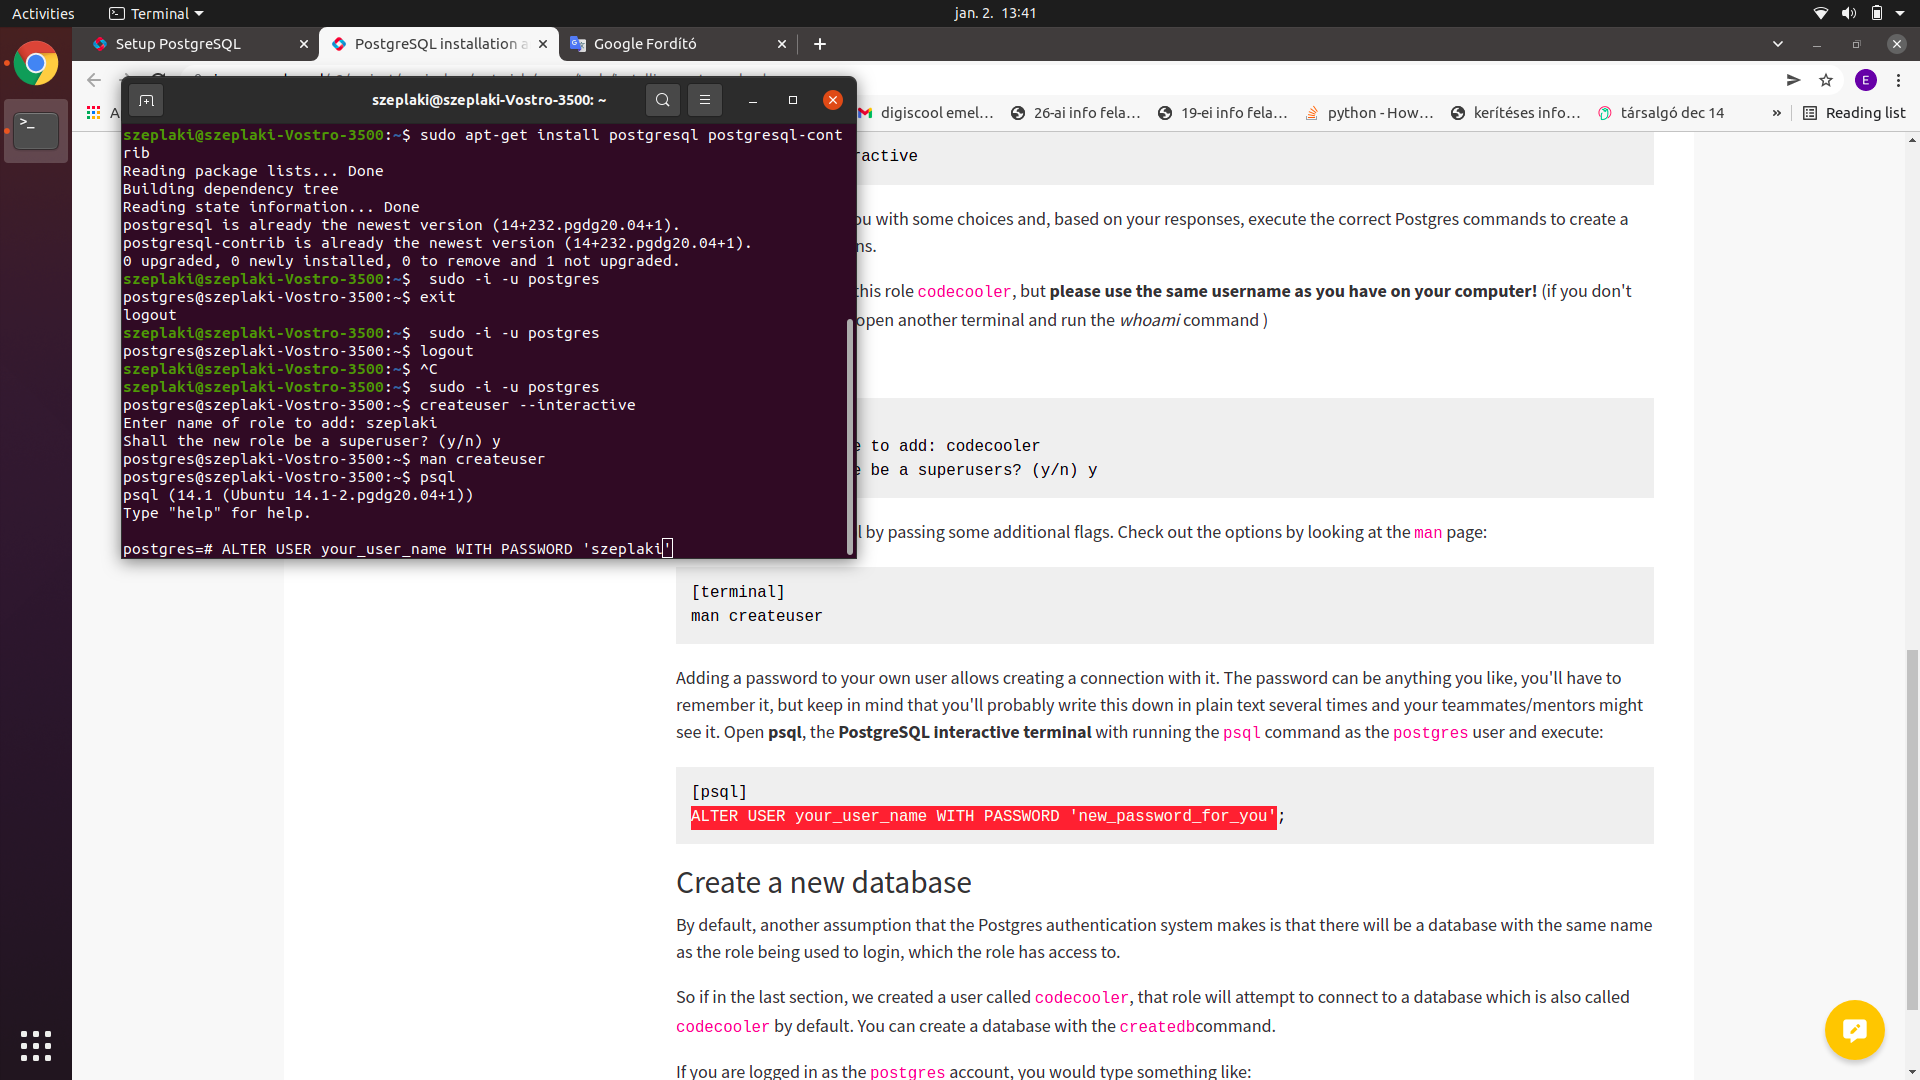 Activities
Terminal
jan. 2. 13:41
Setup PostgreSQL
PostgreSQL installation a
Google Fordító
E
szeplaki@szeplaki-Vostro-3500: ~
A
digiscool emel…
26-ai info fela…
19-ei info fela…
python - How…
kerítéses info…
társalgó dec 14
»
Reading list
szeplaki@szeplaki-Vostro-3500:~$ sudo apt-get install postgresql postgresql-cont
rib
Reading package lists... Done
Building dependency tree
Reading state information... Done
postgresql is already the newest version (14+232.pgdg20.04+1).
postgresql-contrib is already the newest version (14+232.pgdg20.04+1).
0 upgraded, 0 newly installed, 0 to remove and 1 not upgraded.
szeplaki@szeplaki-Vostro-3500:~$  sudo -i -u postgres
postgres@szeplaki-Vostro-3500:~$ exit
logout
szeplaki@szeplaki-Vostro-3500:~$  sudo -i -u postgres
postgres@szeplaki-Vostro-3500:~$ logout
szeplaki@szeplaki-Vostro-3500:~$ ^C
szeplaki@szeplaki-Vostro-3500:~$  sudo -i -u postgres
postgres@szeplaki-Vostro-3500:~$ createuser --interactive
Enter name of role to add: szeplaki
Shall the new role be a superuser? (y/n) y
postgres@szeplaki-Vostro-3500:~$ man createuser
postgres@szeplaki-Vostro-3500:~$ psql
psql (14.1 (Ubuntu 14.1-2.pgdg20.04+1))
Type "help" for help.
postgres=# ALTER USER your_user_name WITH PASSWORD 'szeplaki'
ractive
ou with some choices and, based on your responses, execute the correct Postgres commands to create a
ns.
this role codecooler, but please use the same username as you have on your computer! (if you don't
open another terminal and run the whoami command )
e to add: codecooler
e be a superusers? (y/n) y
l by passing some additional flags. Check out the options by looking at the man page:
[terminal]
man createuser
Adding a password to your own user allows creating a connection with it. The password can be anything you like, you'll have to
remember it, but keep in mind that you'll probably write this down in plain text several times and your teammates/mentors might
see it. Open psql, the PostgreSQL interactive terminal with running the psql command as the postgres user and execute:
[psql]
ALTER USER your_user_name WITH PASSWORD 'new_password_for_you';
Create a new database
By default, another assumption that the Postgres authentication system makes is that there will be a database with the same name
as the role being used to login, which the role has access to.
So if in the last section, we created a user called codecooler, that role will attempt to connect to a database which is also called
codecooler by default. You can create a database with the createdbcommand.
If you are logged in as the postgres account, you would type something like: